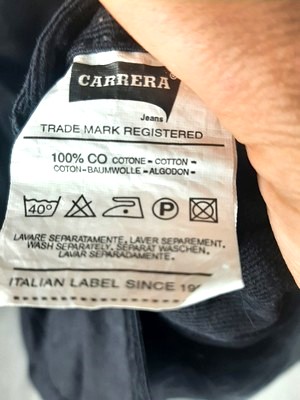 CARRERA®
Jeans
TRADE MARK REGISTERED
100% CO COTONE - COTTON -
COTON-BAUMWOLLE - ALGODON -
40° P
LAVARE SEPARATAMENTE, LAVER SEPAREMENT,
WASH SEPARATELY, SEPARAT WASCHEN,
LAVAR SEPARADAMENTE.
ITALIAN LABEL SINCE